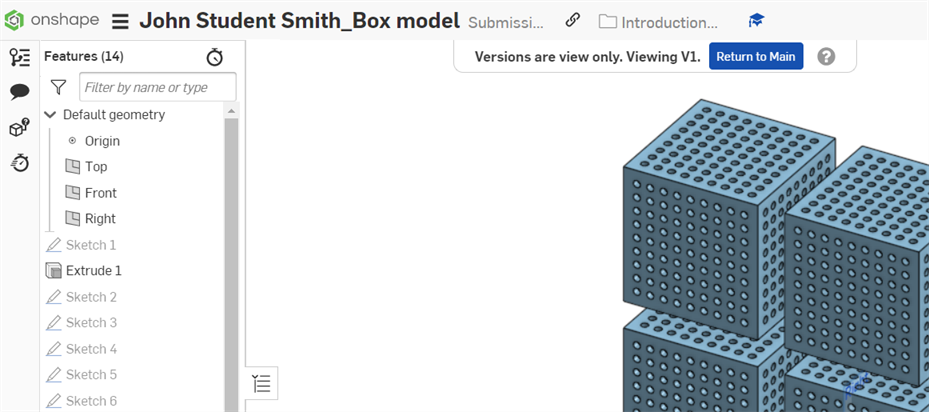 onshape John Student Smith_Box model Submissi... Introduction...
Features (14)
Versions are view only. Viewing V1. Return to Main ?
Filter by name or type
Default geometry
Origin
Top
Front
Right
Sketch 1
Extrude 1
Sketch 2
Sketch 3
Sketch 4
Sketch 5
Sketch 6